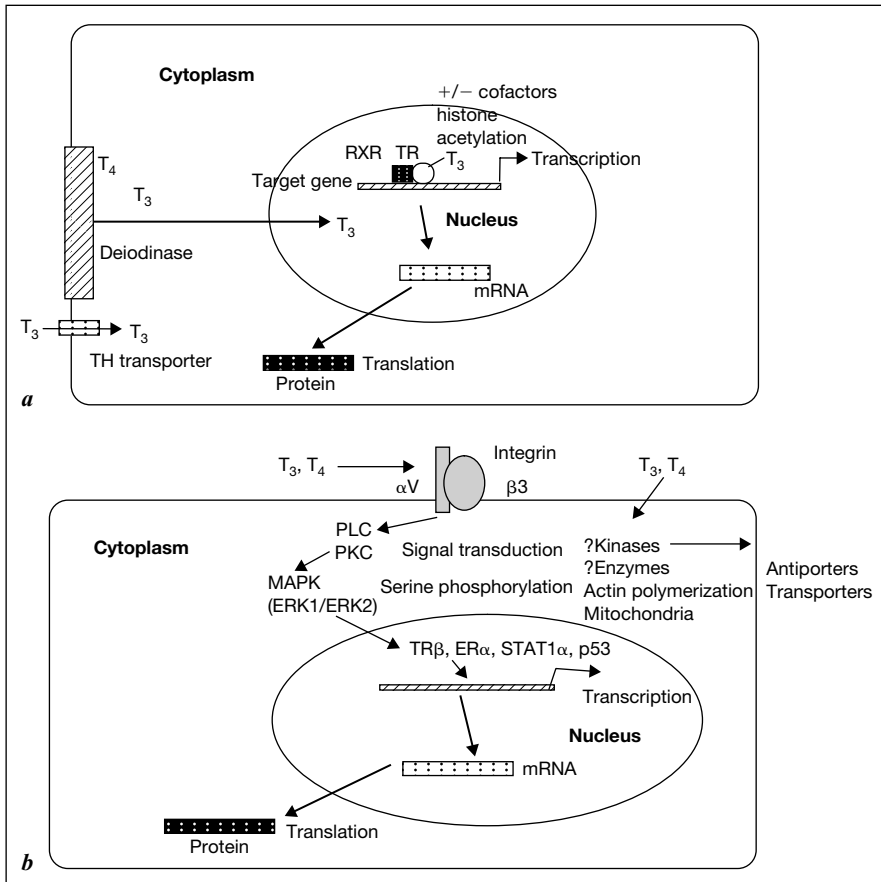 Cytoplasm
+/− cofactors
histone
acetylation
RXR TR T₃
Transcription
Target gene
T₄
T₃
T₃
Nucleus
Deiodinase
mRNA
T₃ T₃
TH transporter
Translation
Protein
a
T₃, T₄
Integrin
αV β3
T₃, T₄
Cytoplasm
PLC
PKC
Signal transduction
MAPK
(ERK1/ERK2)
Serine phosphorylation
?Kinases
?Enzymes
Actin polymerization
Mitochondria
Antiporters
Transporters
TRβ, ERα, STAT1α, p53
Transcription
Nucleus
mRNA
Translation
Protein
b